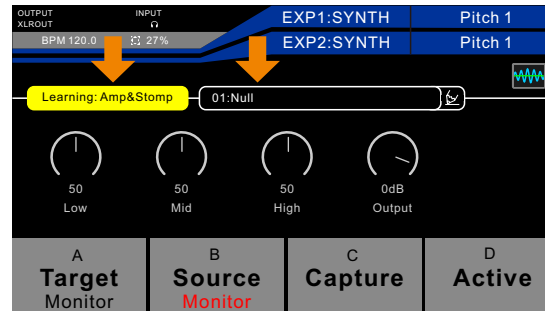 OUTPUT INPUT EXP1:SYNTH Pitch 1
XLROUT
BPM 120.0 27% EXP2:SYNTH Pitch 1
Learning: Amp&Stomp 01:Null
50 50 50 0dB
Low Mid High Output
A B C D
Target Source Capture Active
Monitor Monitor